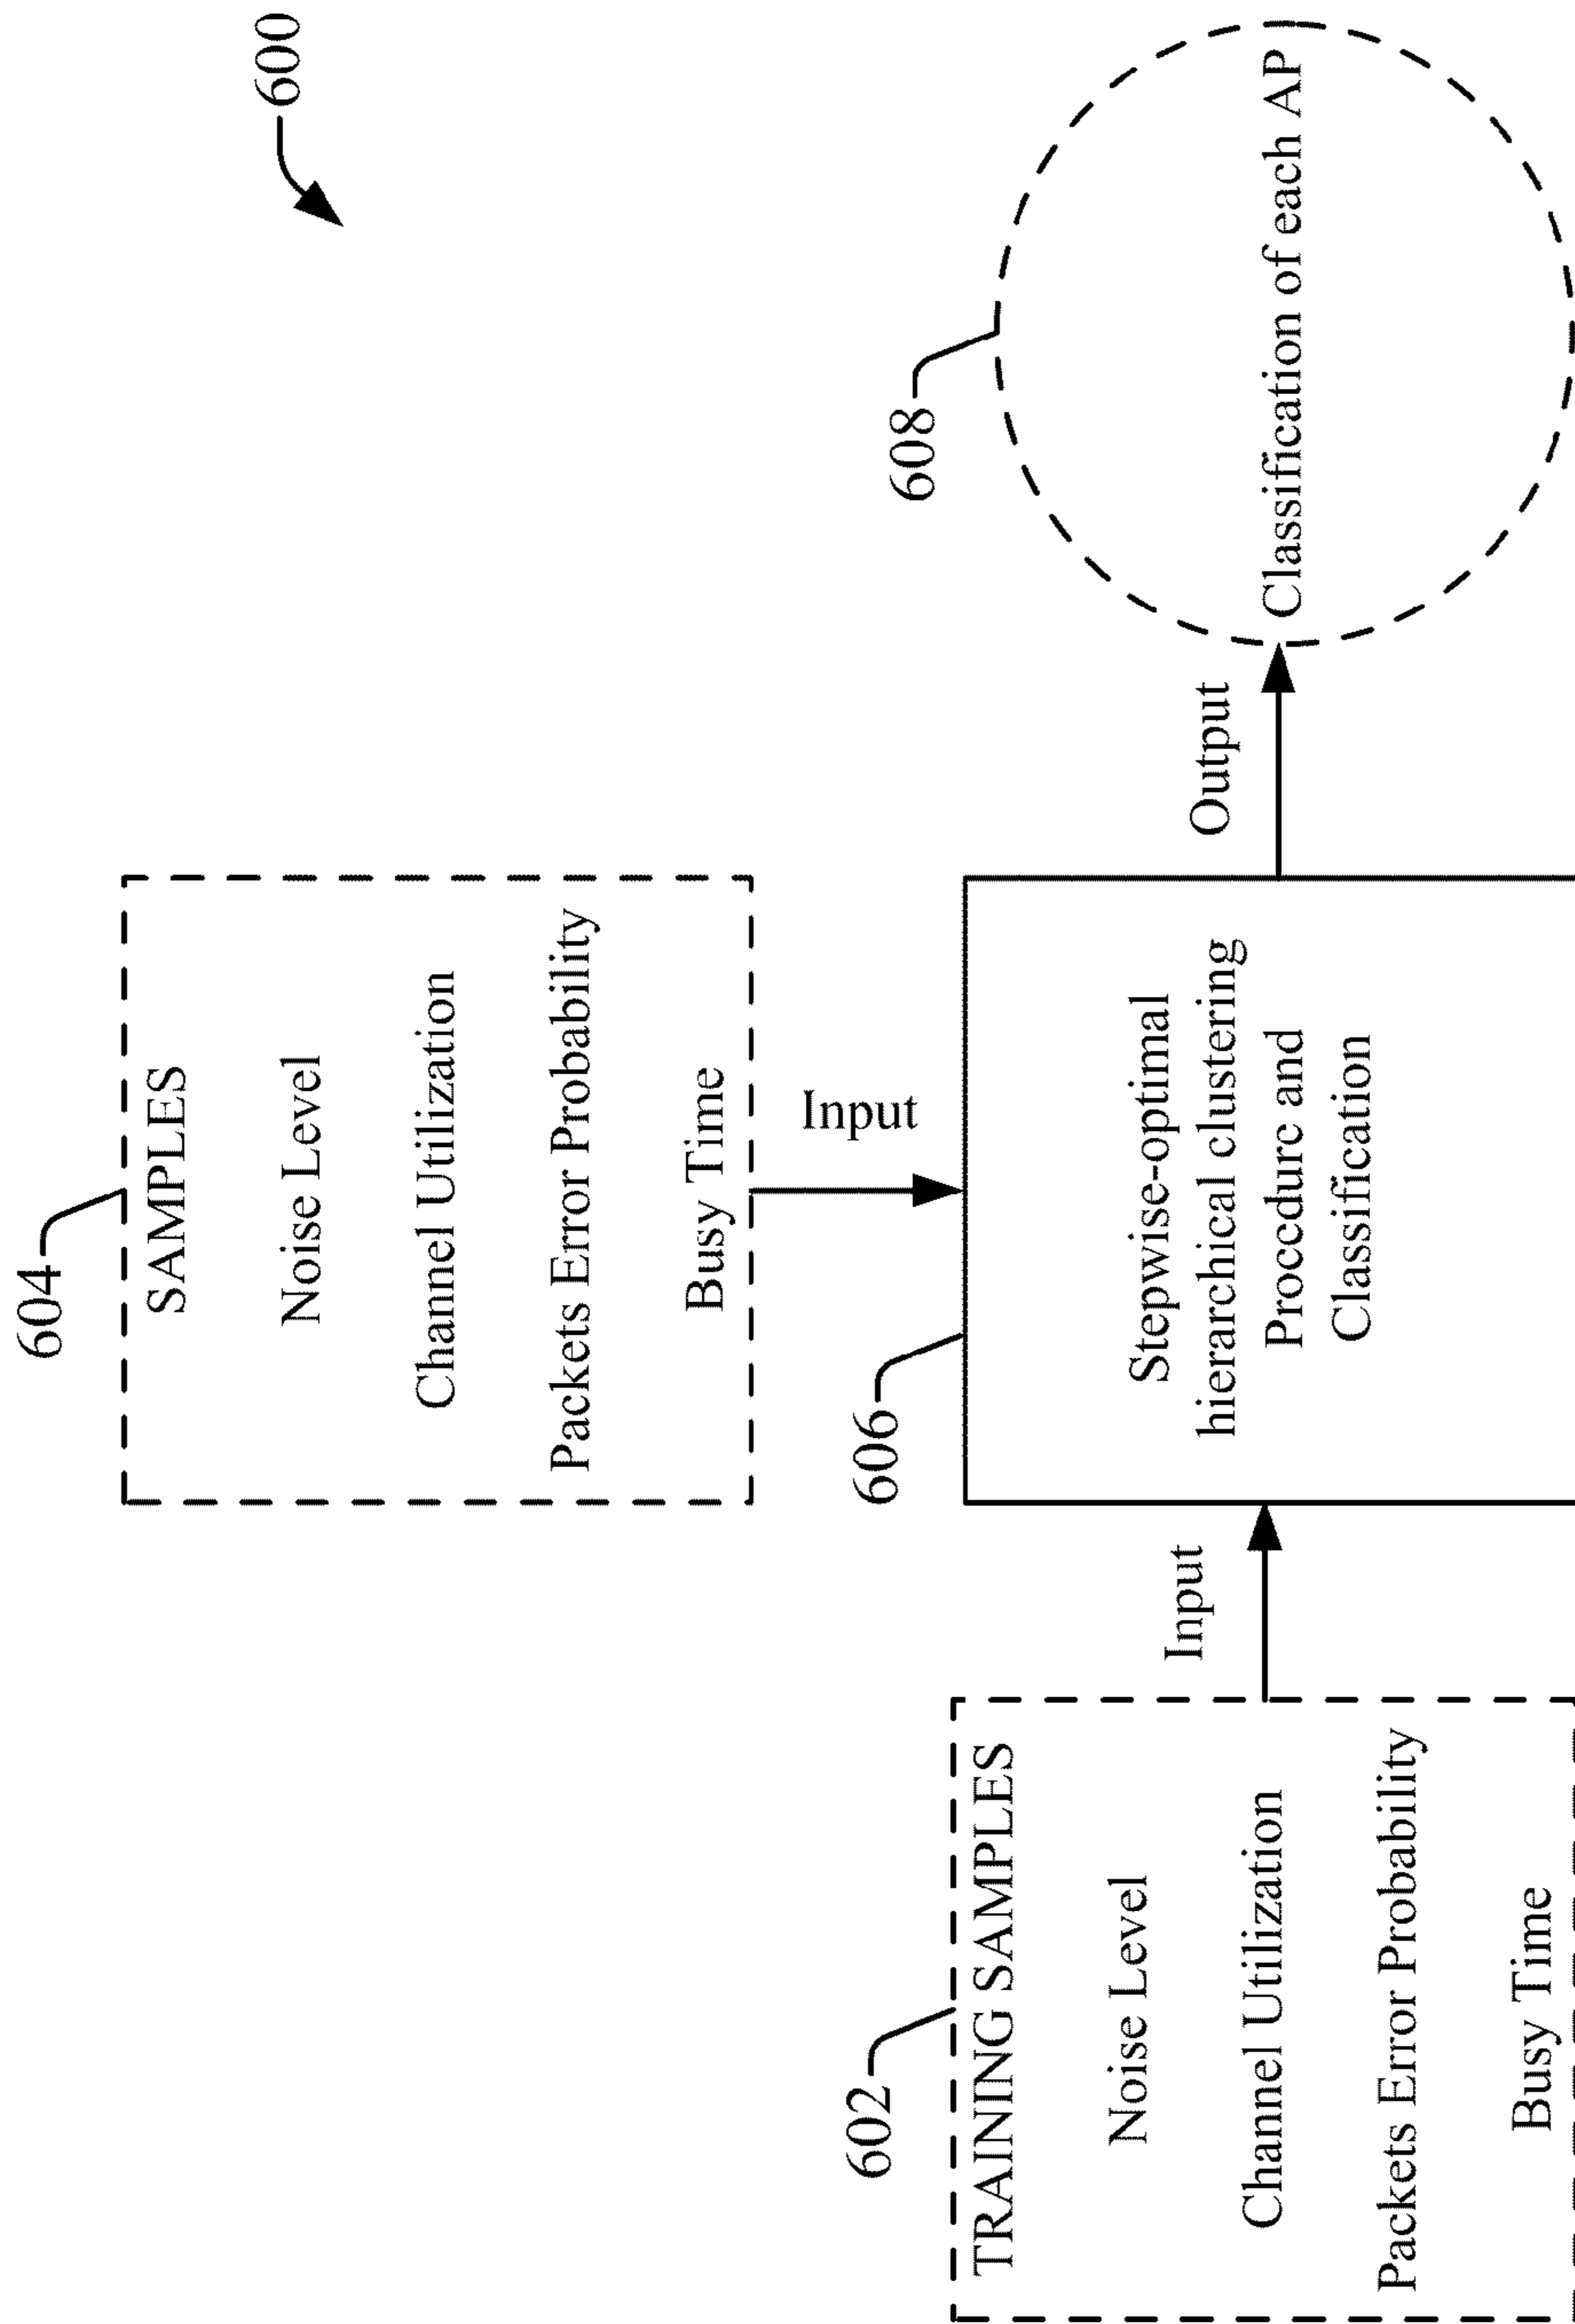 600
604
SAMPLES
Noise Level
Channel Utilization
Packets Error Probability
Busy Time
Input
602
TRAINING SAMPLES
Noise Level
Channel Utilization
Packets Error Probability
Busy Time
Input
606
Stepwise-optimal
hierarchical clustering
Procedure and
Classification
Output
608
Classification of each AP